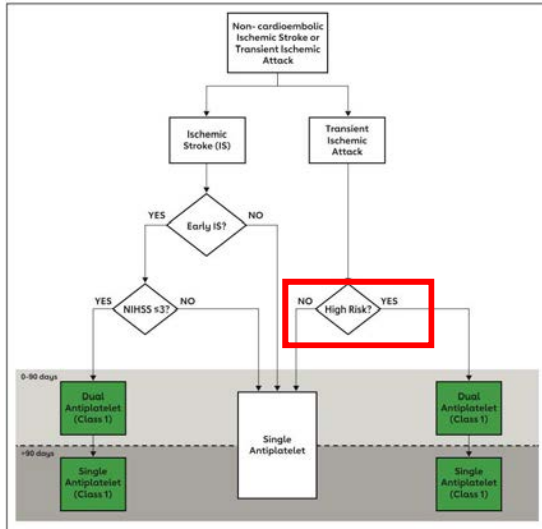 Non- cardioembolic
Ischemic Stroke or
Transient Ischemic
Attack
Ischemic
Stroke (IS)
Transient
Ischemic
Attack
YES
Early IS?
NO
YES
NIHSS ≤3?
NO
NO
High Risk?
YES
0-90 days
Dual
Antiplatelet
(Class 1)
Single
Antiplatelet
Dual
Antiplatelet
(Class 1)
>90 days
Single
Antiplatelet
(Class 1)
Single
Antiplatelet
(Class 1)